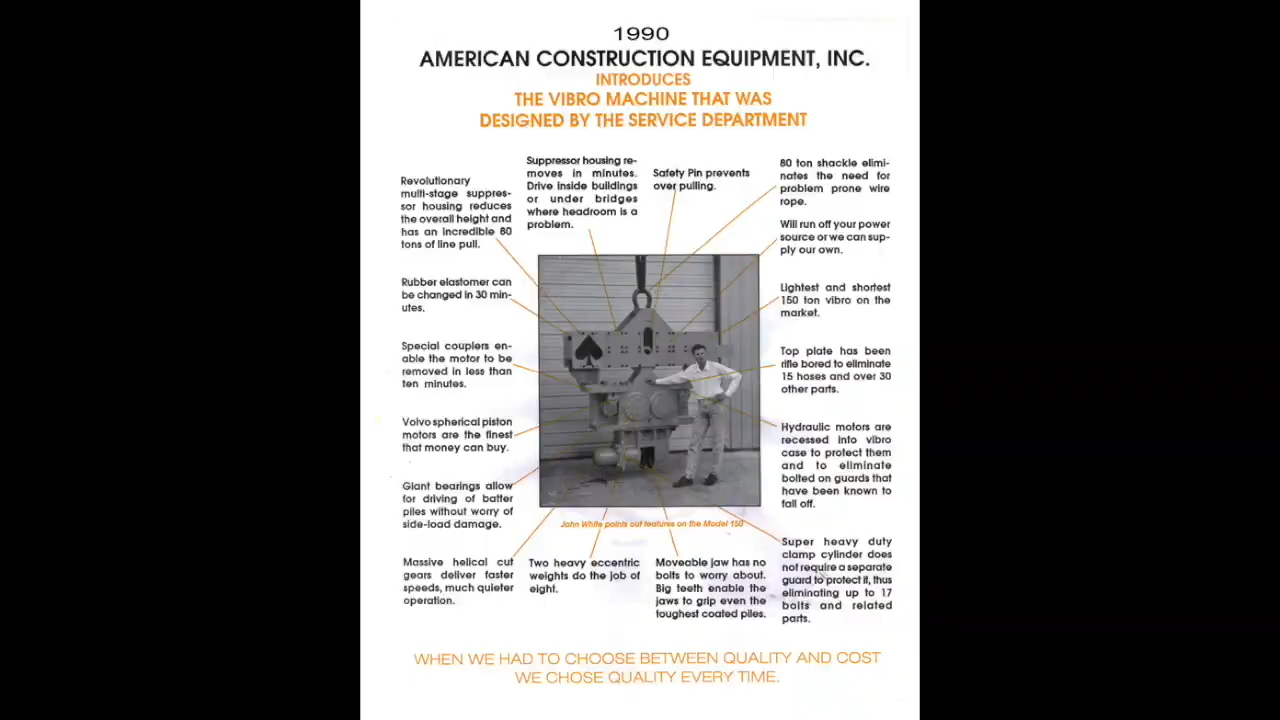 1990
AMERICAN CONSTRUCTION EQUIPMENT, INC.
INTRODUCES
THE VIBRO MACHINE THAT WAS
DESIGNED BY THE SERVICE DEPARTMENT
Revolutionary
multi-stage suppres-
sor housing reduces
the overall height and
has an incredible 80
tons of line pull.
Suppressor housing re-
moves in minutes.
Drive inside buildings
or under bridges
where headroom is a
problem.
Safety Pin prevents
over pulling.
80 ton shackle elimi-
nates the need for
problem prone wire
rope.
Will run off your power
source or we can sup-
ply our own.
Rubber elastomer can
be changed in 30 min-
utes.
Lightest and shortest
150 ton vibro on the
market.
Special couplers en-
able the motor to be
removed in less than
ten minutes.
Top plate has been
rifle bored to eliminate
15 hoses and over 30
other parts.
Volvo spherical piston
motors are the finest
that money can buy.
Hydraulic motors are
recessed into vibro
case to protect them
and to eliminate
bolted on guards that
have been known to
fall off.
Giant bearings allow
for driving of batter
piles without worry of
side-load damage.
John White points out features on the Model 150
Massive helical cut
gears deliver faster
speeds, much quieter
operation.
Two heavy eccentric
weights do the job of
eight.
Moveable jaw has no
bolts to worry about.
Big teeth enable the
jaws to grip even the
toughest coated piles.
Super heavy duty
clamp cylinder does
not require a separate
guard to protect it, thus
eliminating up to 17
bolts and related
parts.
WHEN WE HAD TO CHOOSE BETWEEN QUALITY AND COST
WE CHOSE QUALITY EVERY TIME.